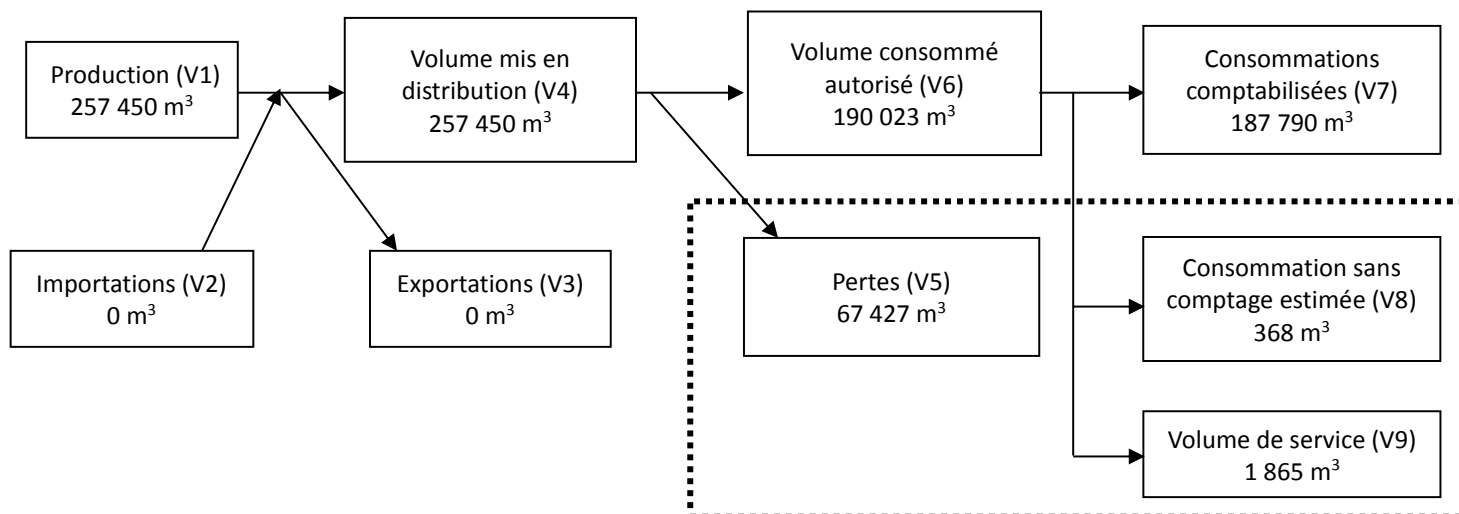 Production (V1)
257 450 m³
Volume mis en
distribution (V4)
257 450 m³
Volume consommé
autorisé (V6)
190 023 m³
Consommations
comptabilisées (V7)
187 790 m³
Importations (V2)
0 m³
Exportations (V3)
0 m³
Pertes (V5)
67 427 m³
Consommation sans
comptage estimée (V8)
368 m³
Volume de service (V9)
1 865 m³